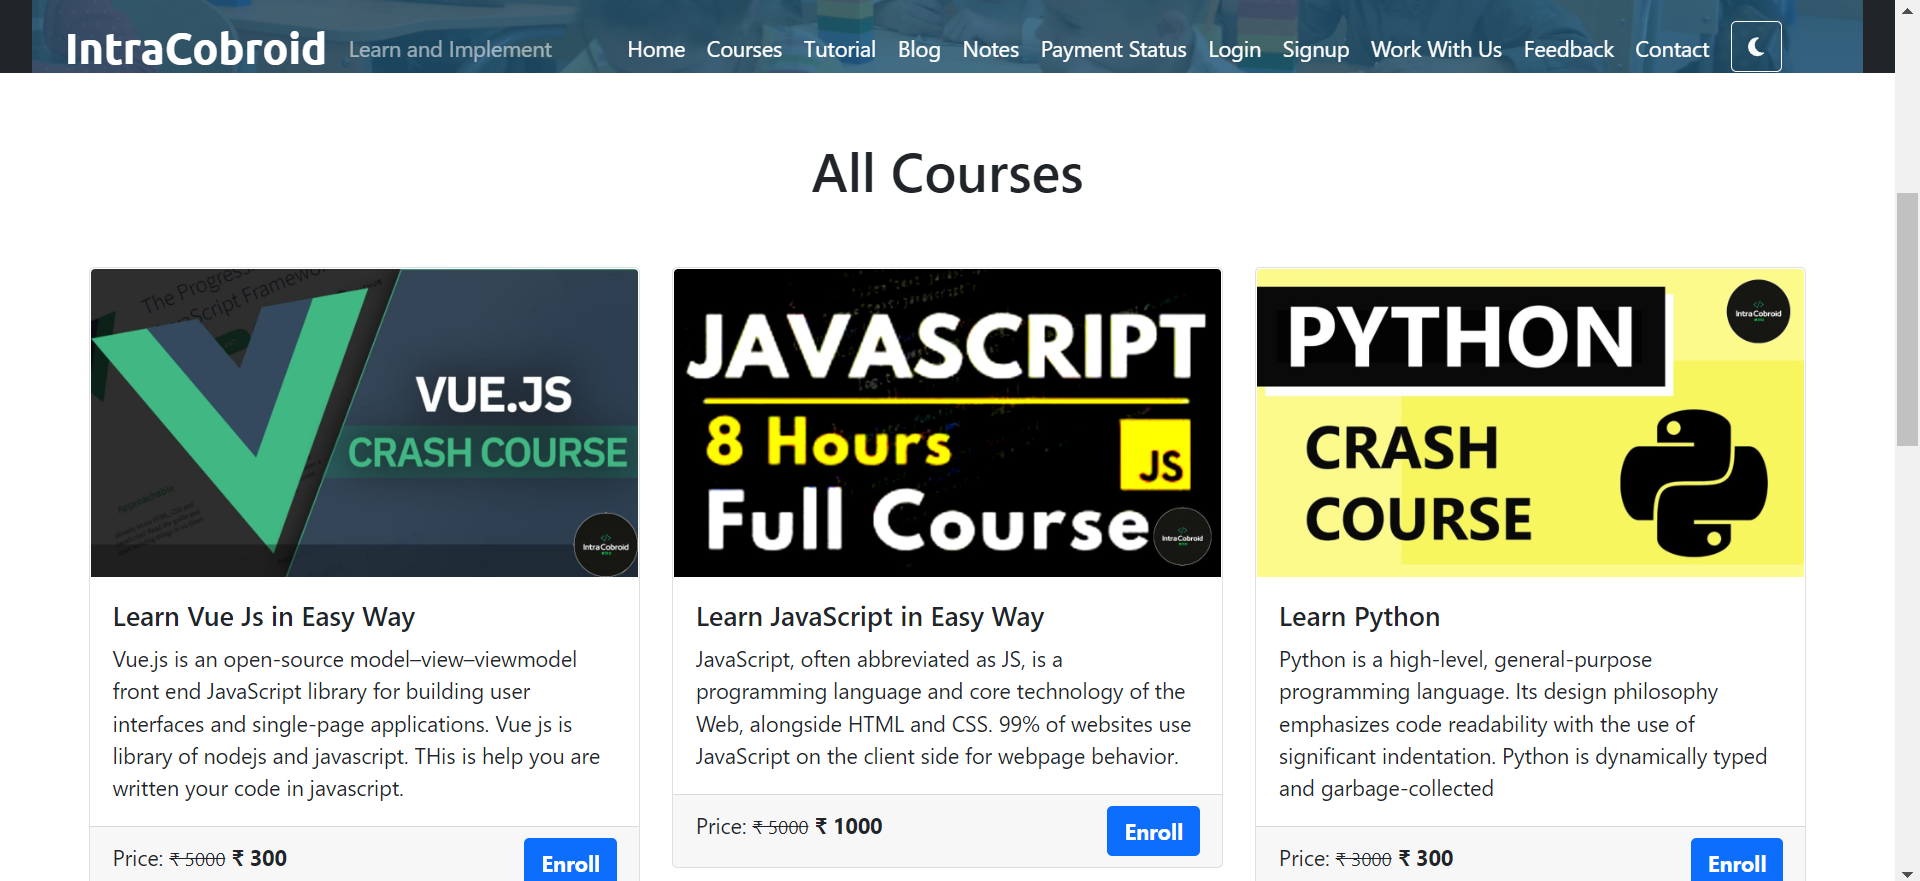 IntraCobroid Learn and Implement Home Courses Tutorial Blog Notes Payment Status Login Signup Work With Us Feedback Contact
All Courses
The Progress
JavaScript Framework
VUE.JS
CRASH COURSE
Approachable
</>
IntraCobroid
JAVASCRIPT
8 Hours
JS
Full Course
</>
IntraCobroid
PYTHON
</>
IntraCobroid
CRASH
COURSE
Learn Vue Js in Easy Way
Vue.js is an open-source model–view–viewmodel
front end JavaScript library for building user
interfaces and single-page applications. Vue js is
library of nodejs and javascript. THis is help you are
written your code in javascript.
Price: ₹ 5000 ₹ 300 Enroll
Learn JavaScript in Easy Way
JavaScript, often abbreviated as JS, is a
programming language and core technology of the
Web, alongside HTML and CSS. 99% of websites use
JavaScript on the client side for webpage behavior.
Price: ₹ 5000 ₹ 1000 Enroll
Learn Python
Python is a high-level, general-purpose
programming language. Its design philosophy
emphasizes code readability with the use of
significant indentation. Python is dynamically typed
and garbage-collected
Price: ₹ 3000 ₹ 300 Enroll